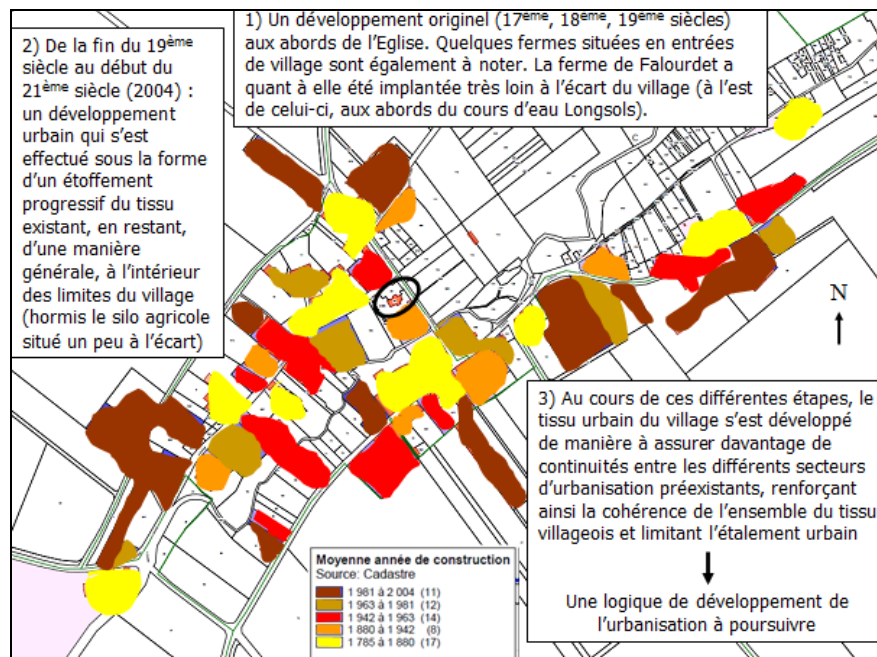 1) Un développement originel (17ème, 18ème, 19ème siècles)
aux abords de l'Eglise. Quelques fermes situées en entrées
de village sont également à noter. La ferme de Falourdet a
quant à elle été implantée très loin à l'écart du village (à l'est
de celui-ci, aux abords du cours d'eau Longsols).
2) De la fin du 19ème
siècle au début du
21ème siècle (2004) :
un développement
urbain qui s'est
effectué sous la forme
d'un étoffement
progressif du tissu
existant, en restant,
d'une manière
générale, à l'intérieur
des limites du village
(hormis le silo agricole
situé un peu à l'écart)
N
3) Au cours de ces différentes étapes, le
tissu urbain du village s'est développé
de manière à assurer davantage de
continuités entre les différents secteurs
d'urbanisation préexistants, renforçant
ainsi la cohérence de l'ensemble du tissu
villageois et limitant l'étalement urbain
Une logique de développement de
l'urbanisation à poursuivre
Moyenne année de construction
Source: Cadastre
1 981 à 2 004 (11)
1 963 à 1 981 (12)
1 942 à 1 963 (14)
1 880 à 1 942 (8)
1 785 à 1 880 (17)